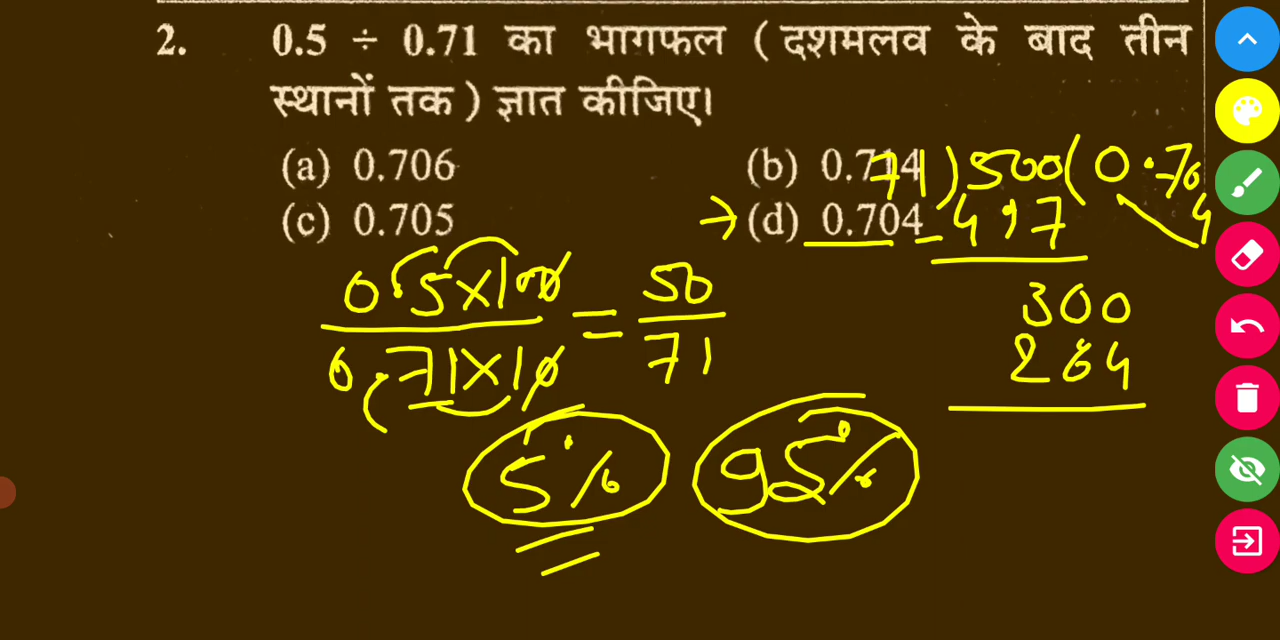 2. 0.5 ÷ 0.71 का भागफल ( दशमलव के बाद तीन
स्थानों तक ) ज्ञात कीजिए।
(a) 0.706 (b) 0.714
(c) 0.705 → (d) 0.704
71 ) 500 ( 0.70
4
- 497
300
284
0.5 × 100 / 0.71 × 10 = 50 / 71
5% 95%